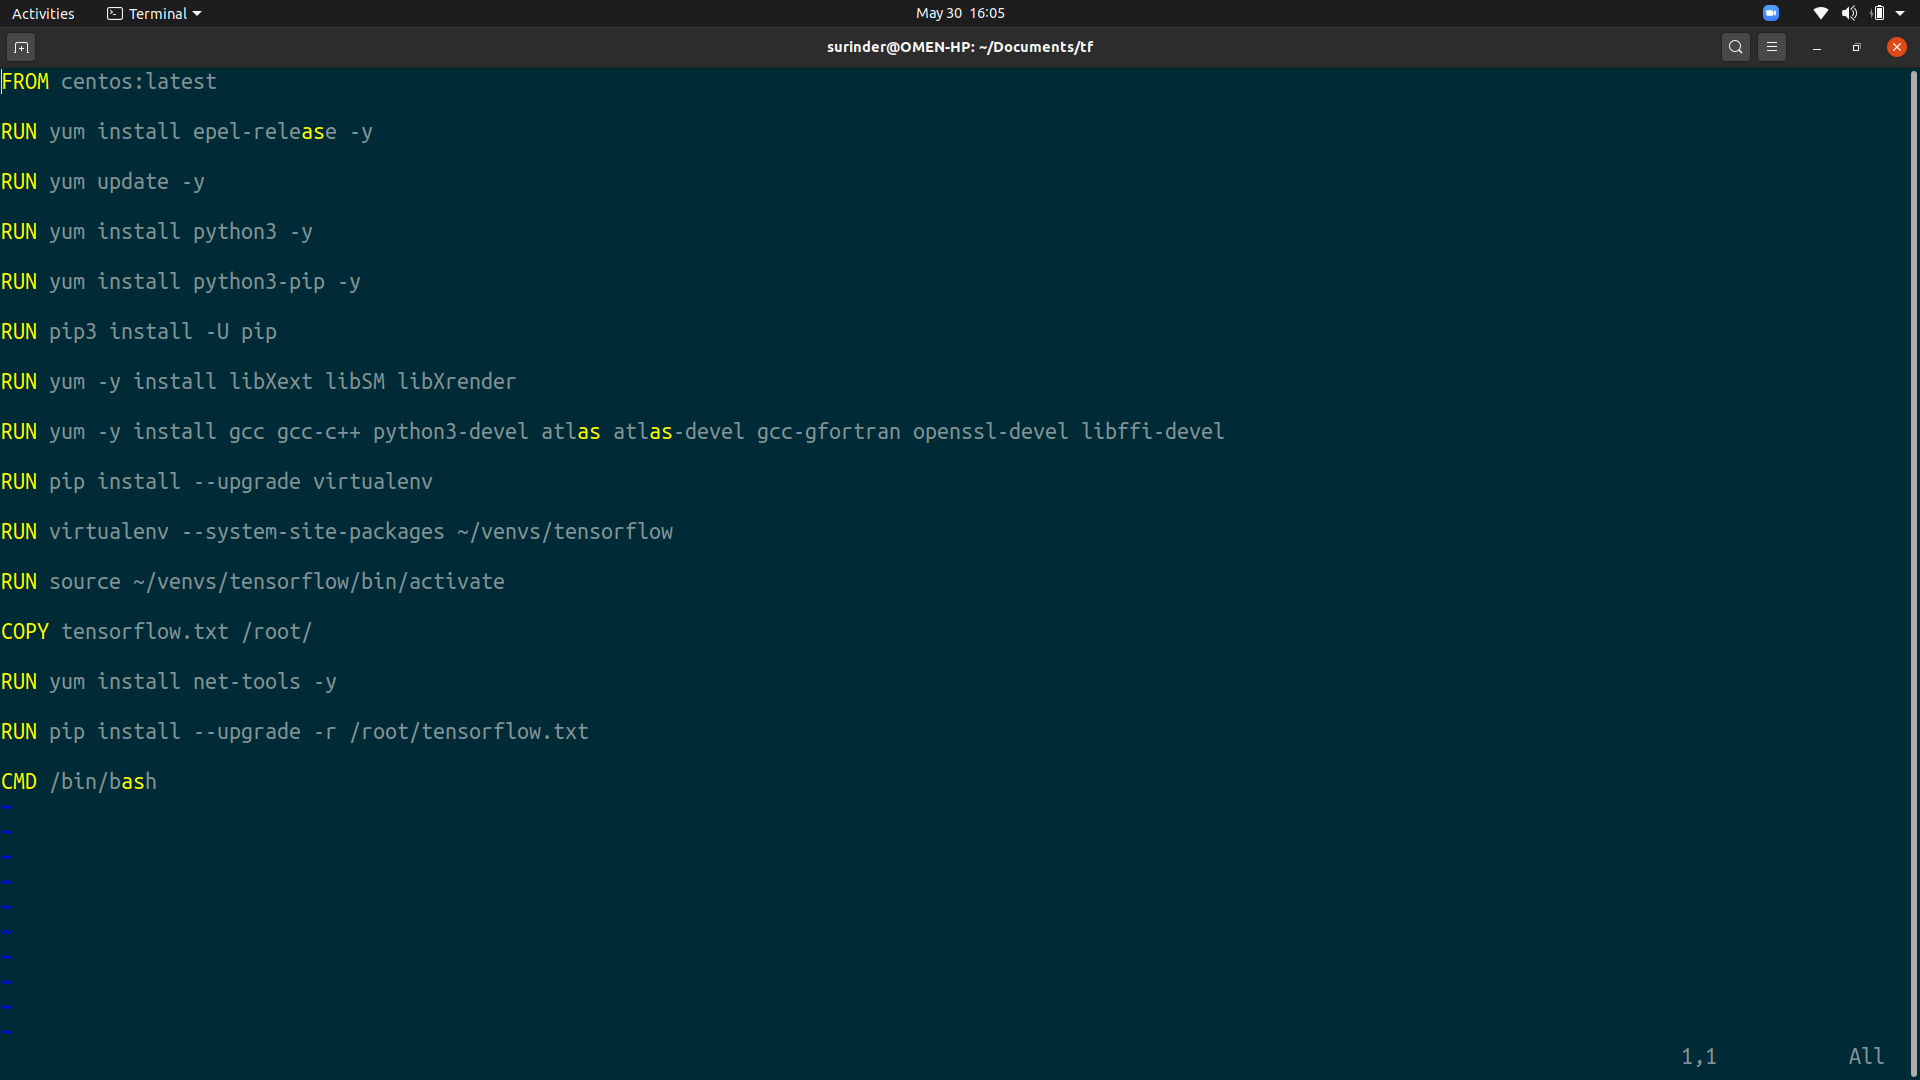 Activities Terminal May 30 16:05
surinder@OMEN-HP: ~/Documents/tf
FROM centos:latest
RUN yum install epel-release -y
RUN yum update -y
RUN yum install python3 -y
RUN yum install python3-pip -y
RUN pip3 install -U pip
RUN yum -y install libXext libSM libXrender
RUN yum -y install gcc gcc-c++ python3-devel atlas atlas-devel gcc-gfortran openssl-devel libffi-devel
RUN pip install --upgrade virtualenv
RUN virtualenv --system-site-packages ~/venvs/tensorflow
RUN source ~/venvs/tensorflow/bin/activate
COPY tensorflow.txt /root/
RUN yum install net-tools -y
RUN pip install --upgrade -r /root/tensorflow.txt
CMD /bin/bash
~
~
~
~
~
~
~
~
~
~
1,1 All